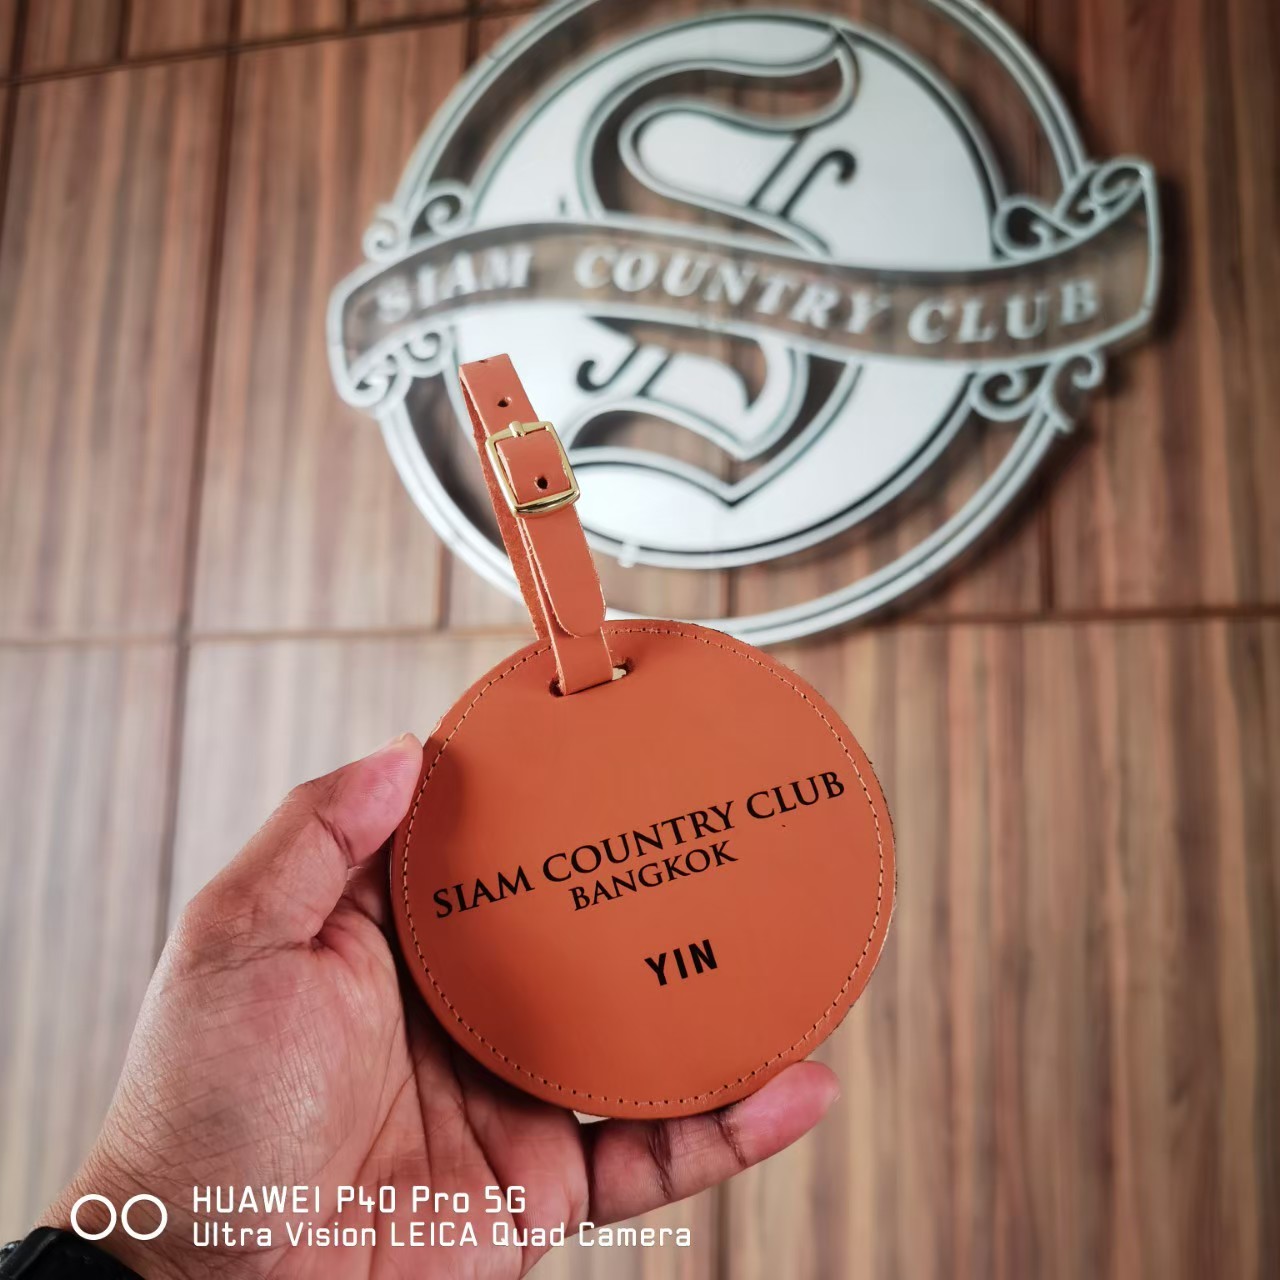 SIAM COUNTRY CLUB
SIAM COUNTRY CLUB
BANGKOK
YIN
HUAWEI P40 Pro 5G
Ultra Vision LEICA Quad Camera